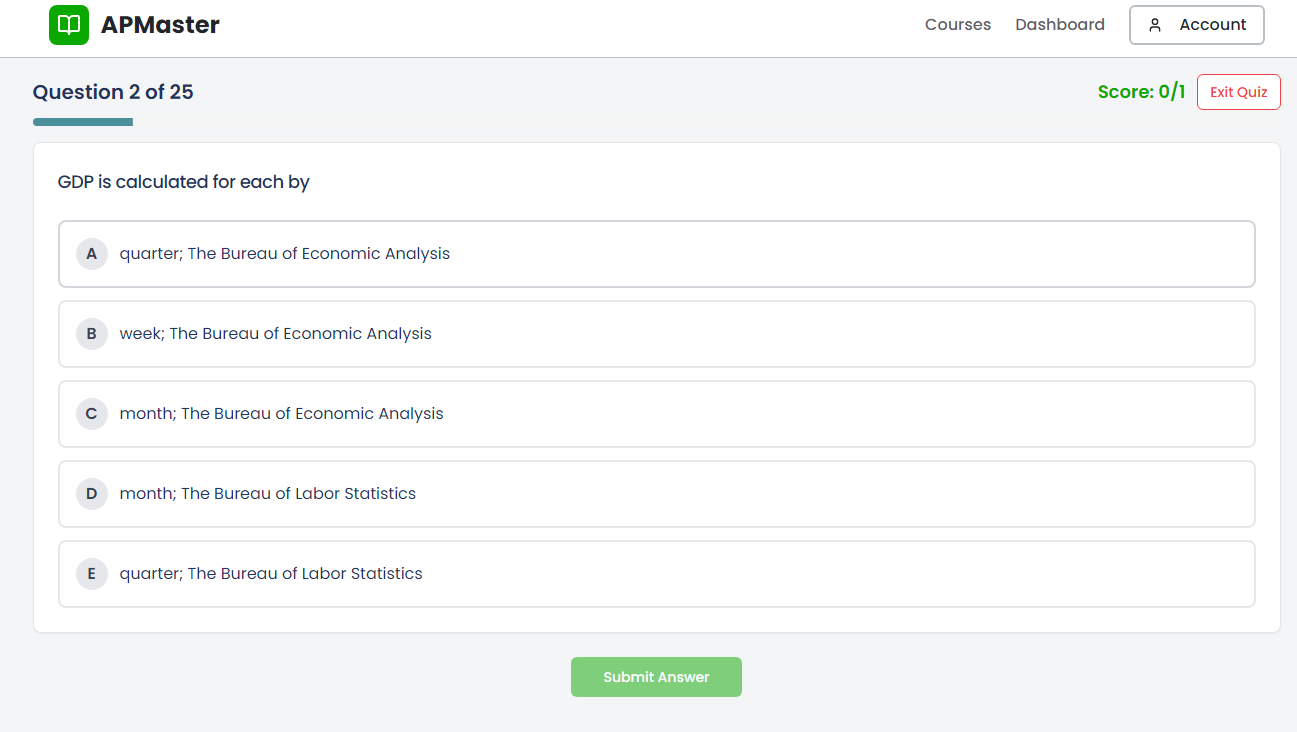 APMaster
Courses Dashboard Account
Question 2 of 25
Score: 0/1 Exit Quiz
GDP is calculated for each by
A quarter; The Bureau of Economic Analysis
B week; The Bureau of Economic Analysis
C month; The Bureau of Economic Analysis
D month; The Bureau of Labor Statistics
E quarter; The Bureau of Labor Statistics
Submit Answer